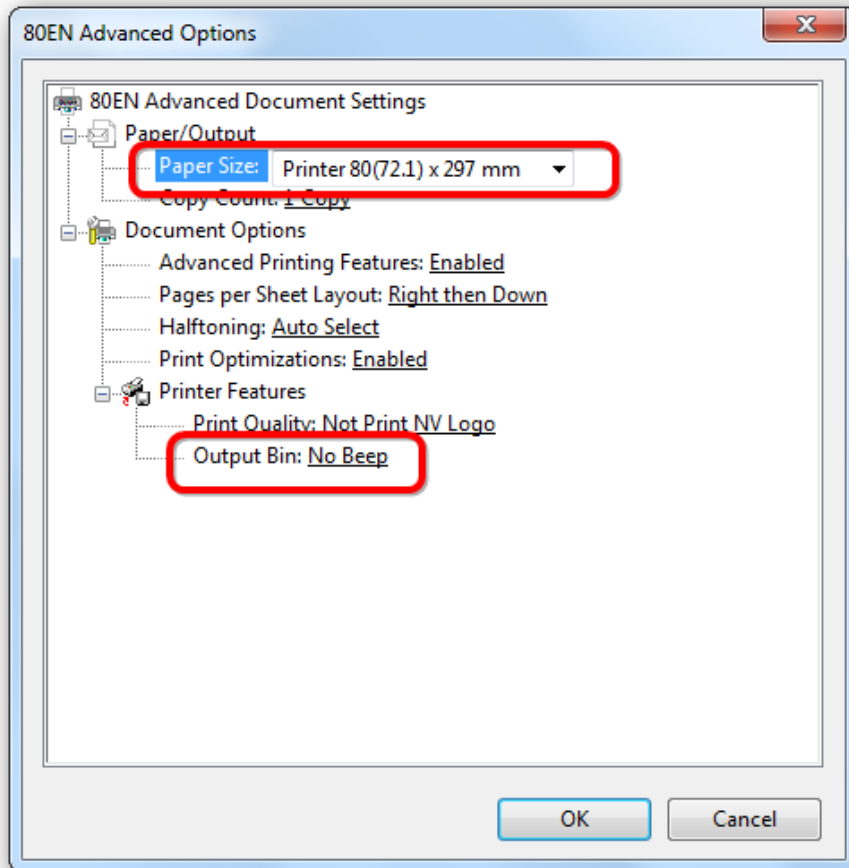 80EN Advanced Options
80EN Advanced Document Settings
Paper/Output
Paper Size: Printer 80(72.1) x 297 mm
Copy Count: 1 Copy
Document Options
Advanced Printing Features: Enabled
Pages per Sheet Layout: Right then Down
Halftoning: Auto Select
Print Optimizations: Enabled
Printer Features
Print Quality: Not Print NV Logo
Output Bin: No Beep
OK Cancel